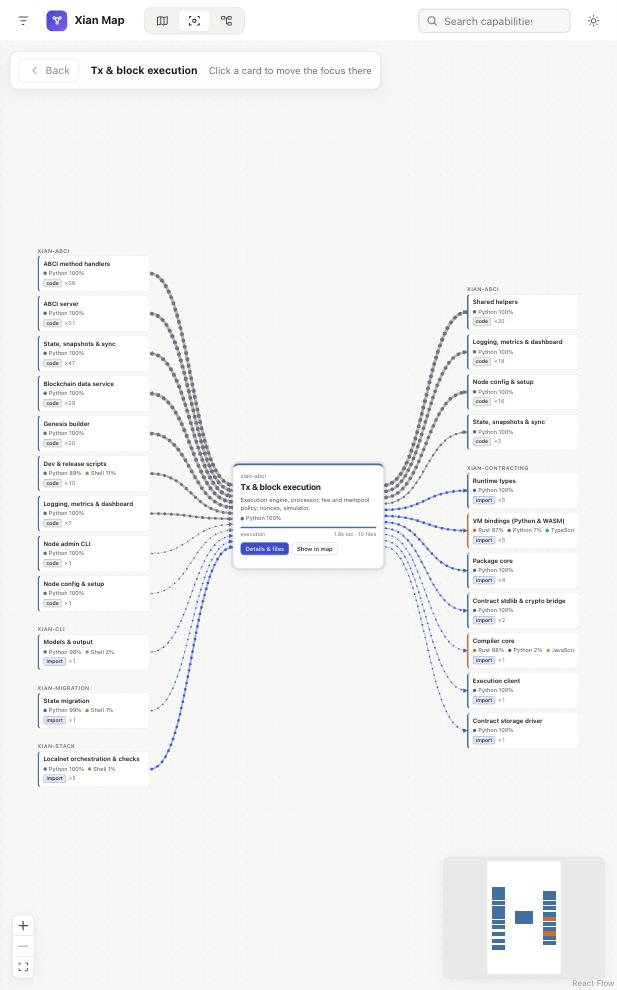 Xian Map
Search capabilities
Back
Tx & block execution
Click a card to move the focus there
XIAN-ABCI
ABCI method handlers
Python 100%
code ×58
ABCI server
Python 100%
code ×51
State, snapshots & sync
Python 100%
code ×47
Blockchain data service
Python 100%
code ×29
Genesis builder
Python 100%
code ×20
Dev & release scripts
Python 89% Shell 11%
code ×10
Logging, metrics & dashboard
Python 100%
code ×7
Node admin CLI
Python 100%
code ×1
Node config & setup
Python 100%
code ×1
XIAN-CLI
Models & output
Python 98% Shell 2%
import ×1
XIAN-MIGRATION
State migration
Python 99% Shell 1%
import ×1
XIAN-STACK
Localnet orchestration & checks
Python 100% Shell 1%
import ×5
xian-abci
Tx & block execution
Execution engine, processor, fee and mempool
policy, nonces, simulator.
Python 100%
execution 1.8k loc · 10 files
Details & files Show in map
XIAN-ABCI
Shared helpers
Python 100%
code ×30
Logging, metrics & dashboard
Python 100%
code ×18
Node config & setup
Python 100%
code ×16
State, snapshots & sync
Python 100%
code ×3
XIAN-CONTRACTING
Runtime types
Python 100%
import ×5
VM bindings (Python & WASM)
Rust 87% Python 7% TypeScri
import ×5
Package core
Python 100%
import ×4
Contract stdlib & crypto bridge
Python 100%
import ×2
Compiler core
Rust 98% Python 2% JavaScri
import ×1
Execution client
Python 100%
import ×1
Contract storage driver
Python 100%
import ×1
React Flow